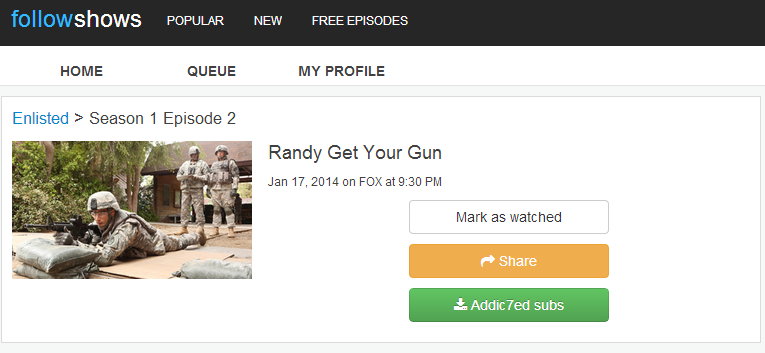 followshows POPULAR NEW FREE EPISODES
HOME QUEUE MY PROFILE
Enlisted > Season 1 Episode 2
Randy Get Your Gun
Jan 17, 2014 on FOX at 9:30 PM
Mark as watched
Share
Addic7ed subs